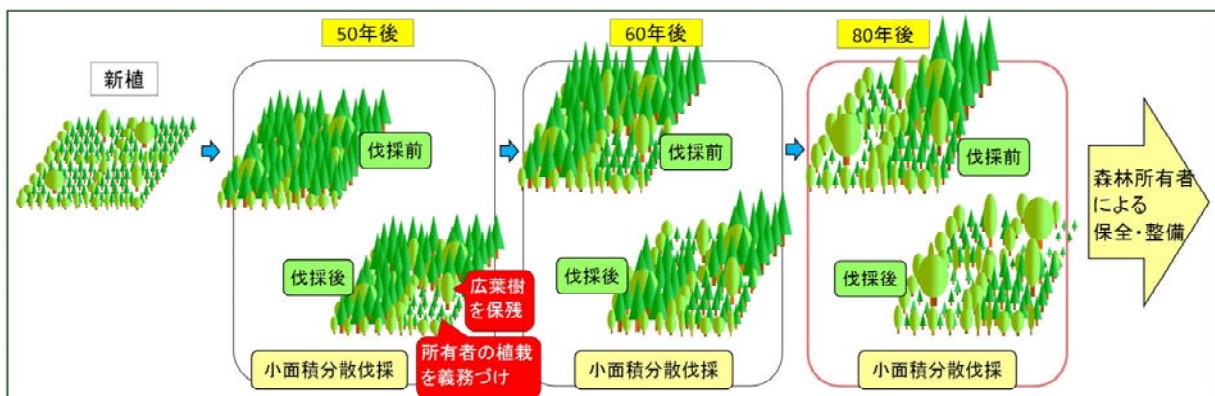 新植
50年後
伐採前
伐採後
広葉樹
を保残
所有者の植栽
を義務づけ
小面積分散伐採
60年後
伐採前
伐採後
小面積分散伐採
80年後
伐採前
伐採後
小面積分散伐採
森林所有者
による
保全・整備